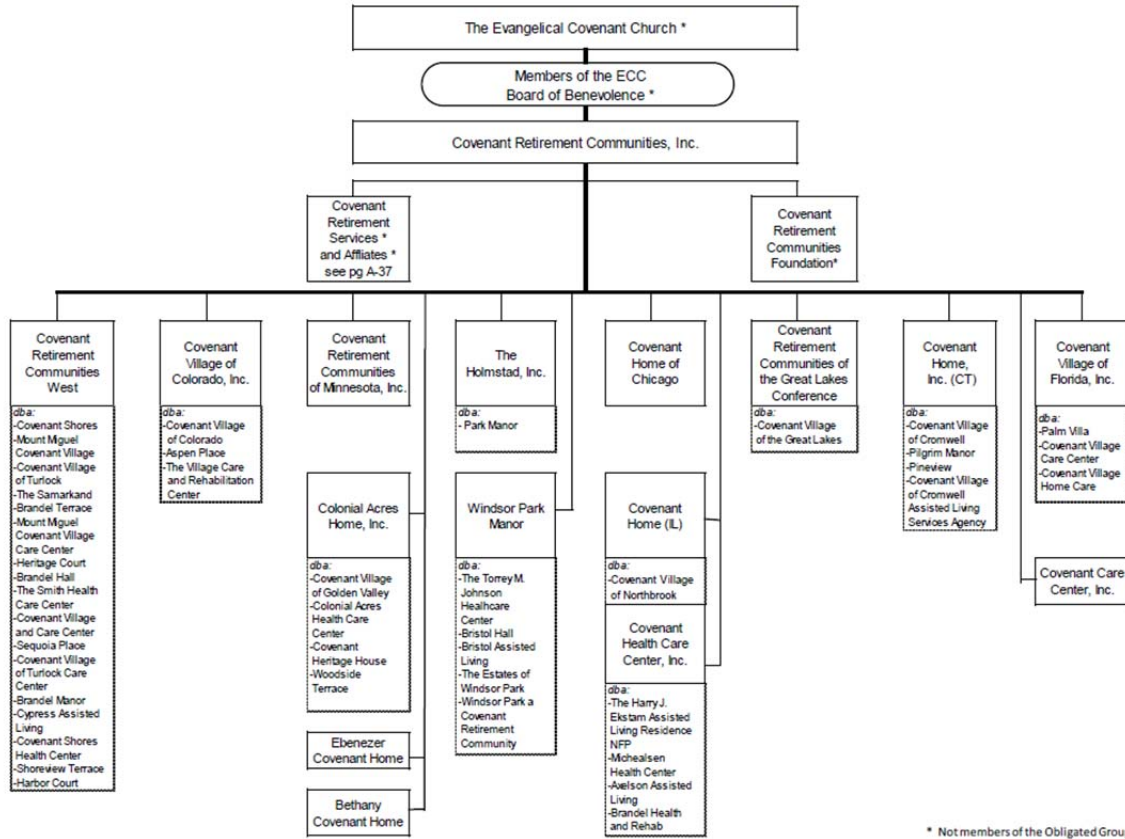 The Evangelical Covenant Church *
Members of the ECC
Board of Benevolence *
Covenant Retirement Communities, Inc.
Covenant
Retirement
Services *
and Affliates *
see pg A-37
Covenant
Retirement
Communities
Foundation*
Covenant
Retirement
Communities
West
dba:
-Covenant Shores
-Mount Miguel
Covenant Village
-Covenant Village
of Turlock
-The Samarkand
-Brandel Terrace
-Mount Miguel
Covenant Village
Care Center
-Heritage Court
-Brandel Hall
-The Smith Health
Care Center
-Covenant Village
and Care Center
-Sequoia Place
-Covenant Village
of Turlock Care
Center
-Brandel Manor
-Cypress Assisted
Living
-Covenant Shores
Health Center
-Shoreview Terrace
-Harbor Court
Covenant
Village of
Colorado, Inc.
dba:
-Covenant Village
of Colorado
-Aspen Place
-The Village Care
and Rehabilitation
Center
Covenant
Retirement
Communities
of Minnesota, Inc.
Colonial Acres
Home, Inc.
dba:
-Covenant Village
of Golden Valley
-Colonial Acres
Health Care
Center
-Covenant
Heritage House
-Woodside
Terrace
Ebenezer
Covenant Home
Bethany
Covenant Home
The
Holmstad, Inc.
dba:
- Park Manor
Windsor Park
Manor
dba:
-The Torrey M.
Johnson
Healhcare
Center
-Bristol Hall
-Bristol Assisted
Living
-The Estates of
Windsor Park
-Windsor Park a
Covenant
Retirement
Community
Covenant
Home of
Chicago
Covenant
Home (IL)
dba:
-Covenant Village
of Northbrook
Covenant
Health Care
Center, Inc.
dba:
-The Harry J.
Ekstam Assisted
Living Residence
NFP
-Michealsen
Health Center
-Axelson Assisted
Living
-Brandel Health
and Rehab
Covenant
Retirement
Communities of
the Great Lakes
Conference
dba:
-Covenant Village
of the Great Lakes
Covenant
Home,
Inc. (CT)
dba:
-Covenant Village
of Cromwell
-Pilgrim Manor
-Pineview
-Covenant Village
of Cromwell
Assisted Living
Services Agency
Covenant
Village of
Florida, Inc.
dba:
-Palm Villa
-Covenant Village
Care Center
-Covenant Village
Home Care
Covenant Care
Center, Inc.
* Not members of the Obligated Grou